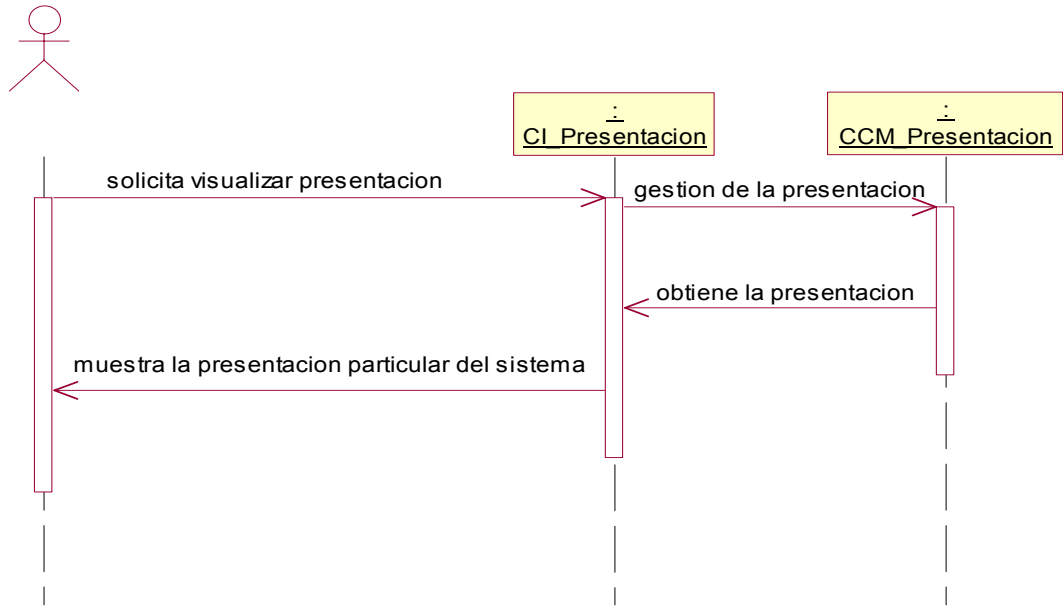 :
CI_Presentacion
:
CCM_Presentacion
solicita visualizar presentacion
gestion de la presentacion
obtiene la presentacion
muestra la presentacion particular del sistema